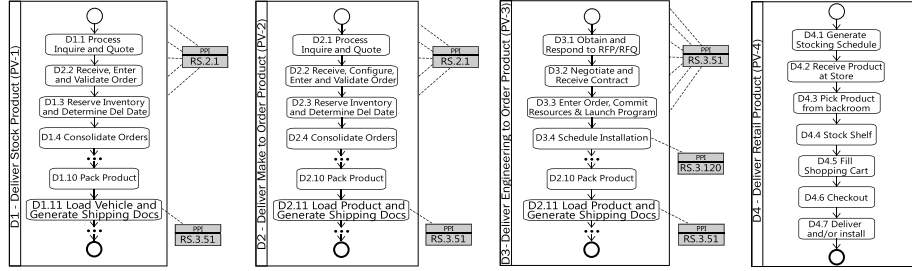 D1 - Deliver Stock Product (PV-1)
D1.1 Process
Inquire and Quote
D2.2 Receive, Enter
and Validate Order
D1.3 Reserve Inventory
and Determine Del Date
D1.4 Consolidate Orders
D1.10 Pack Product
D1.11 Load Vehicle and
Generate Shipping Docs
PPI
RS.2.1
PPI
RS.3.51
D2 - Deliver Make to Order Product (PV-2)
D2.1 Process
Inquire and Quote
D2.2 Receive, Configure,
Enter and Validate Order
D2.3 Reserve Inventory
and Determine Del Date
D2.4 Consolidate Orders
D2.10 Pack Product
D2.11 Load Product and
Generate Shipping Docs
PPI
RS.2.1
PPI
RS.3.51
D3 - Deliver Engineering to Order Product (PV-3)
D3.1 Obtain and
Respond to RFP/RFQ
D3.2 Negotiate and
Receive Contract
D3.3 Enter Order, Commit
Resources & Launch Program
D3.4 Schedule Installation
D2.10 Pack Product
D2.11 Load Product and
Generate Shipping Docs
PPI
RS.3.51
PPI
RS.3.120
PPI
RS.3.51
D4 - Deliver Retail Product (PV-4)
D4.1 Generate
Stocking Schedule
D4.2 Receive Product
at Store
D4.3 Pick Product
from backroom
D4.4 Stock Shelf
D4.5 Fill
Shopping Cart
D4.6 Checkout
D4.7 Deliver
and/or install